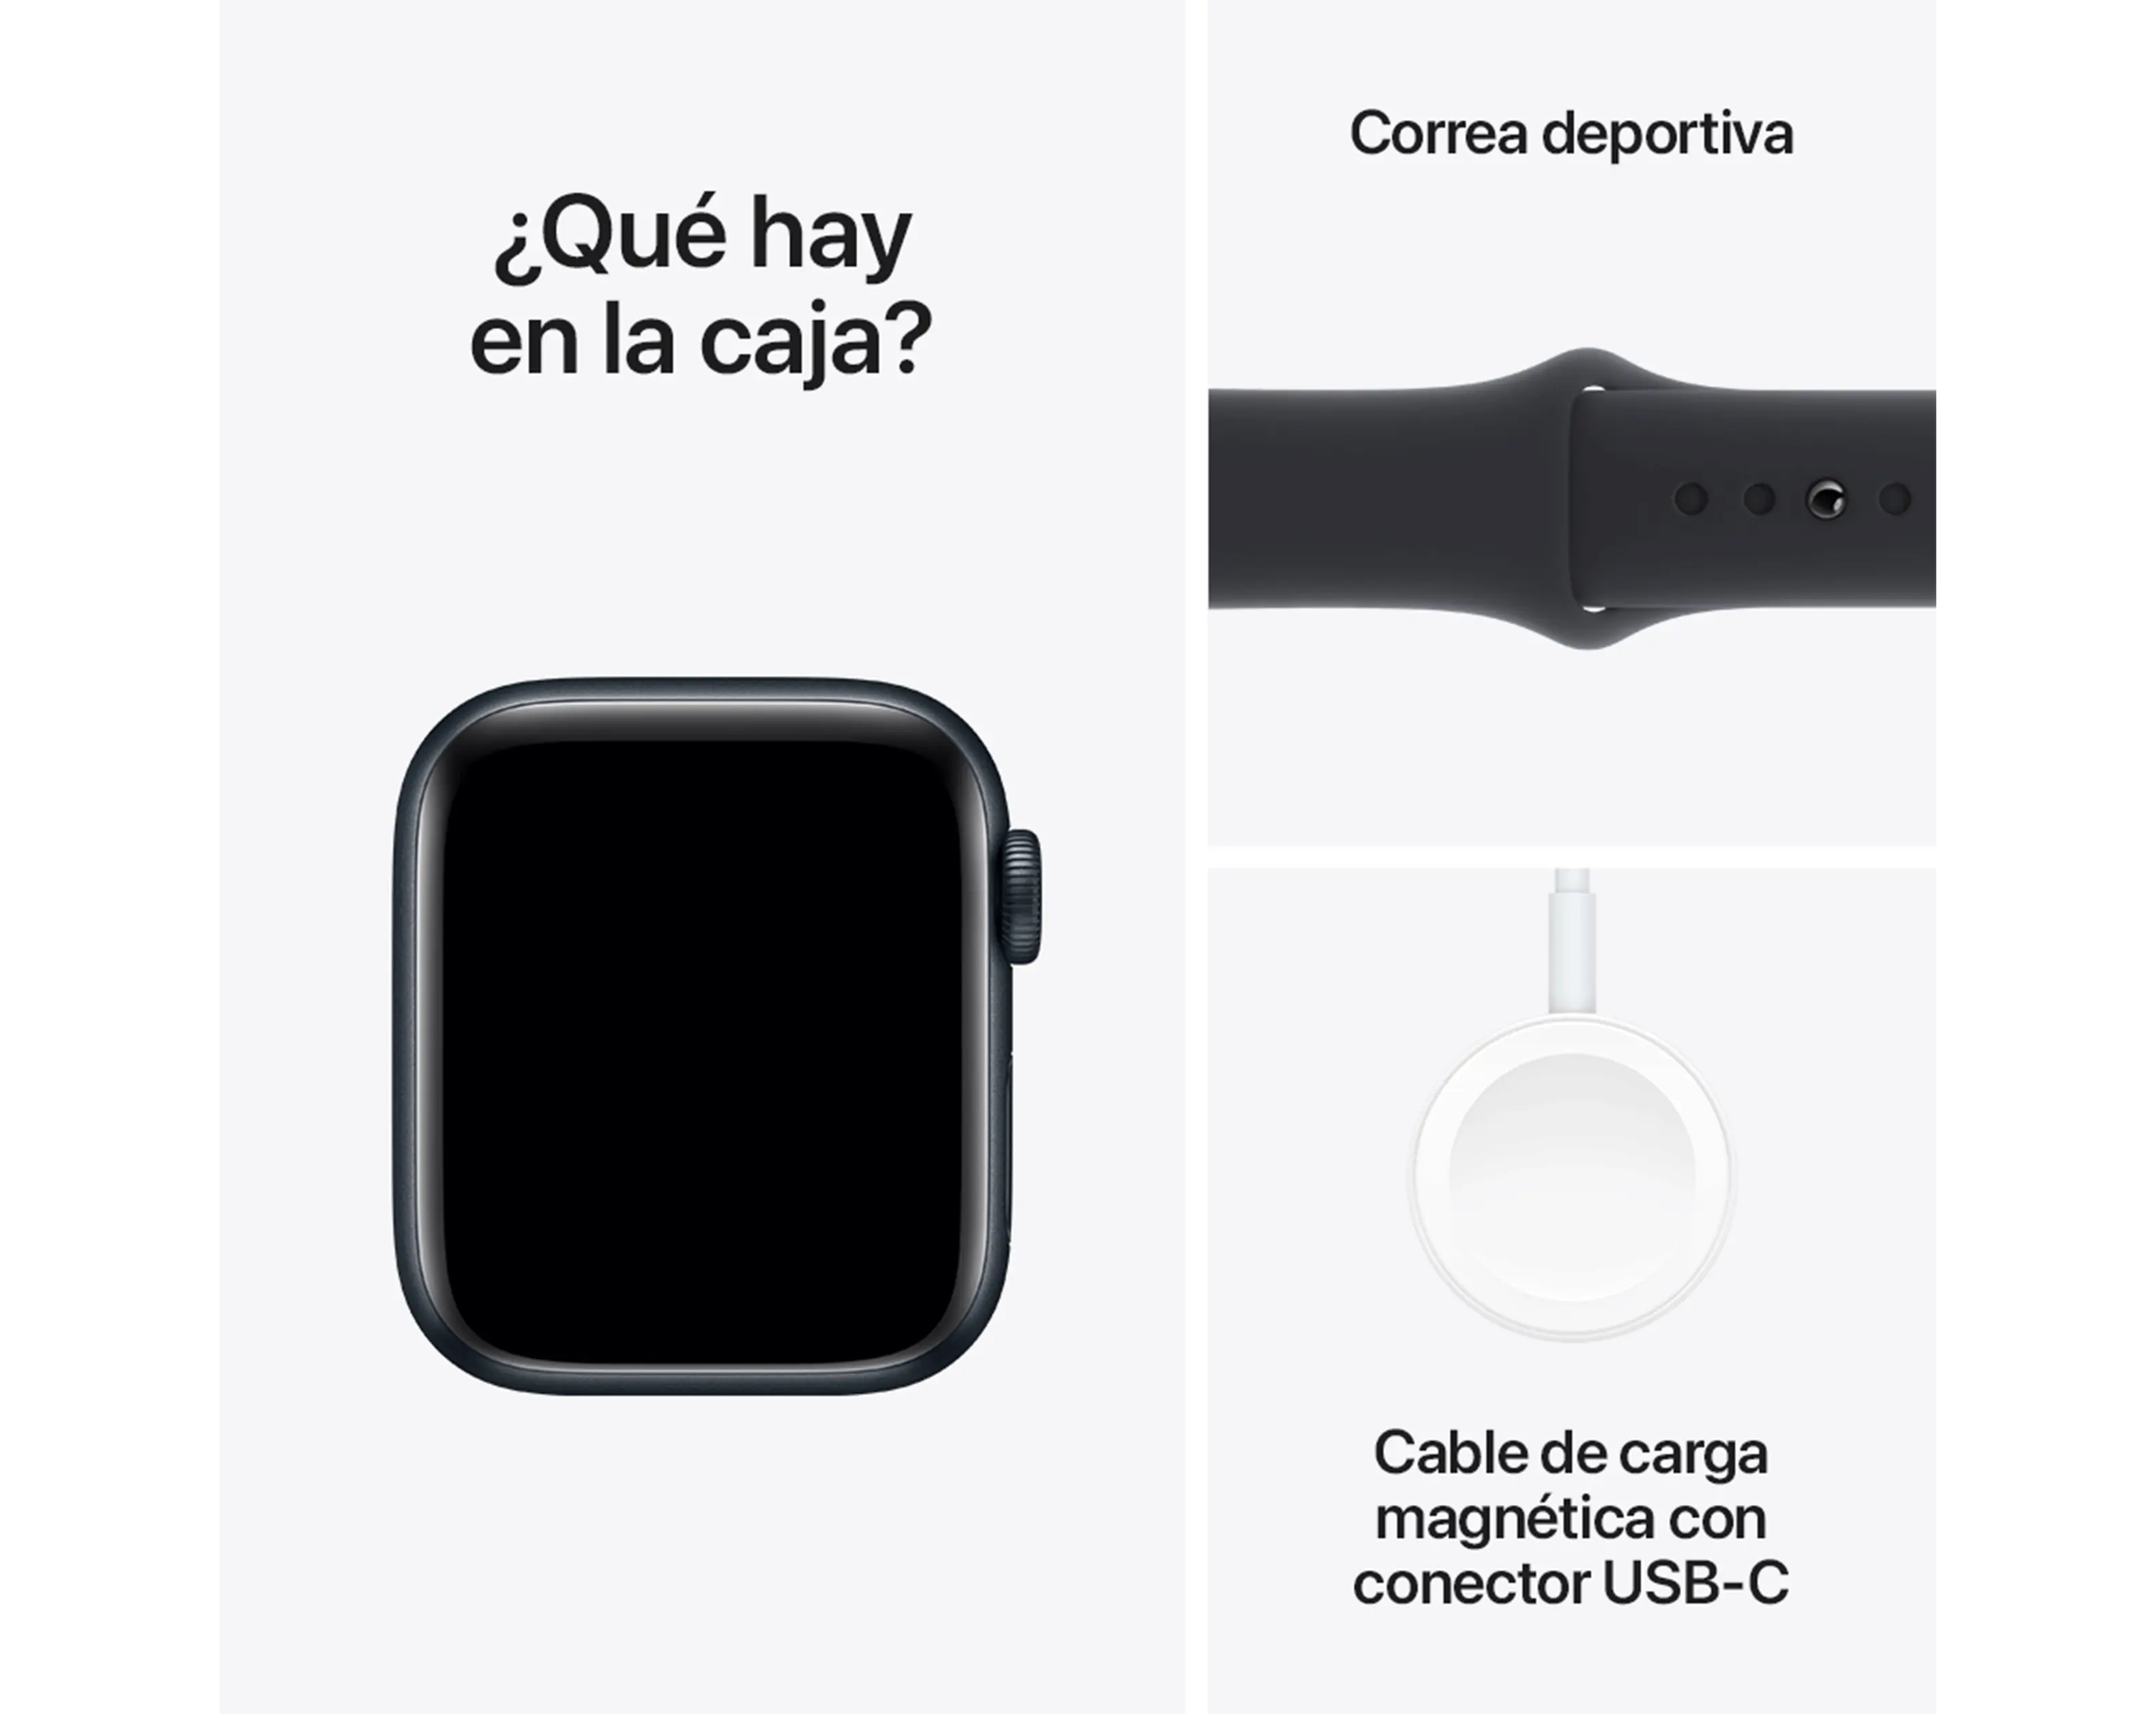 ¿Qué hay
en la caja?
Correa deportiva
Cable de carga
magnética con
conector USB-C